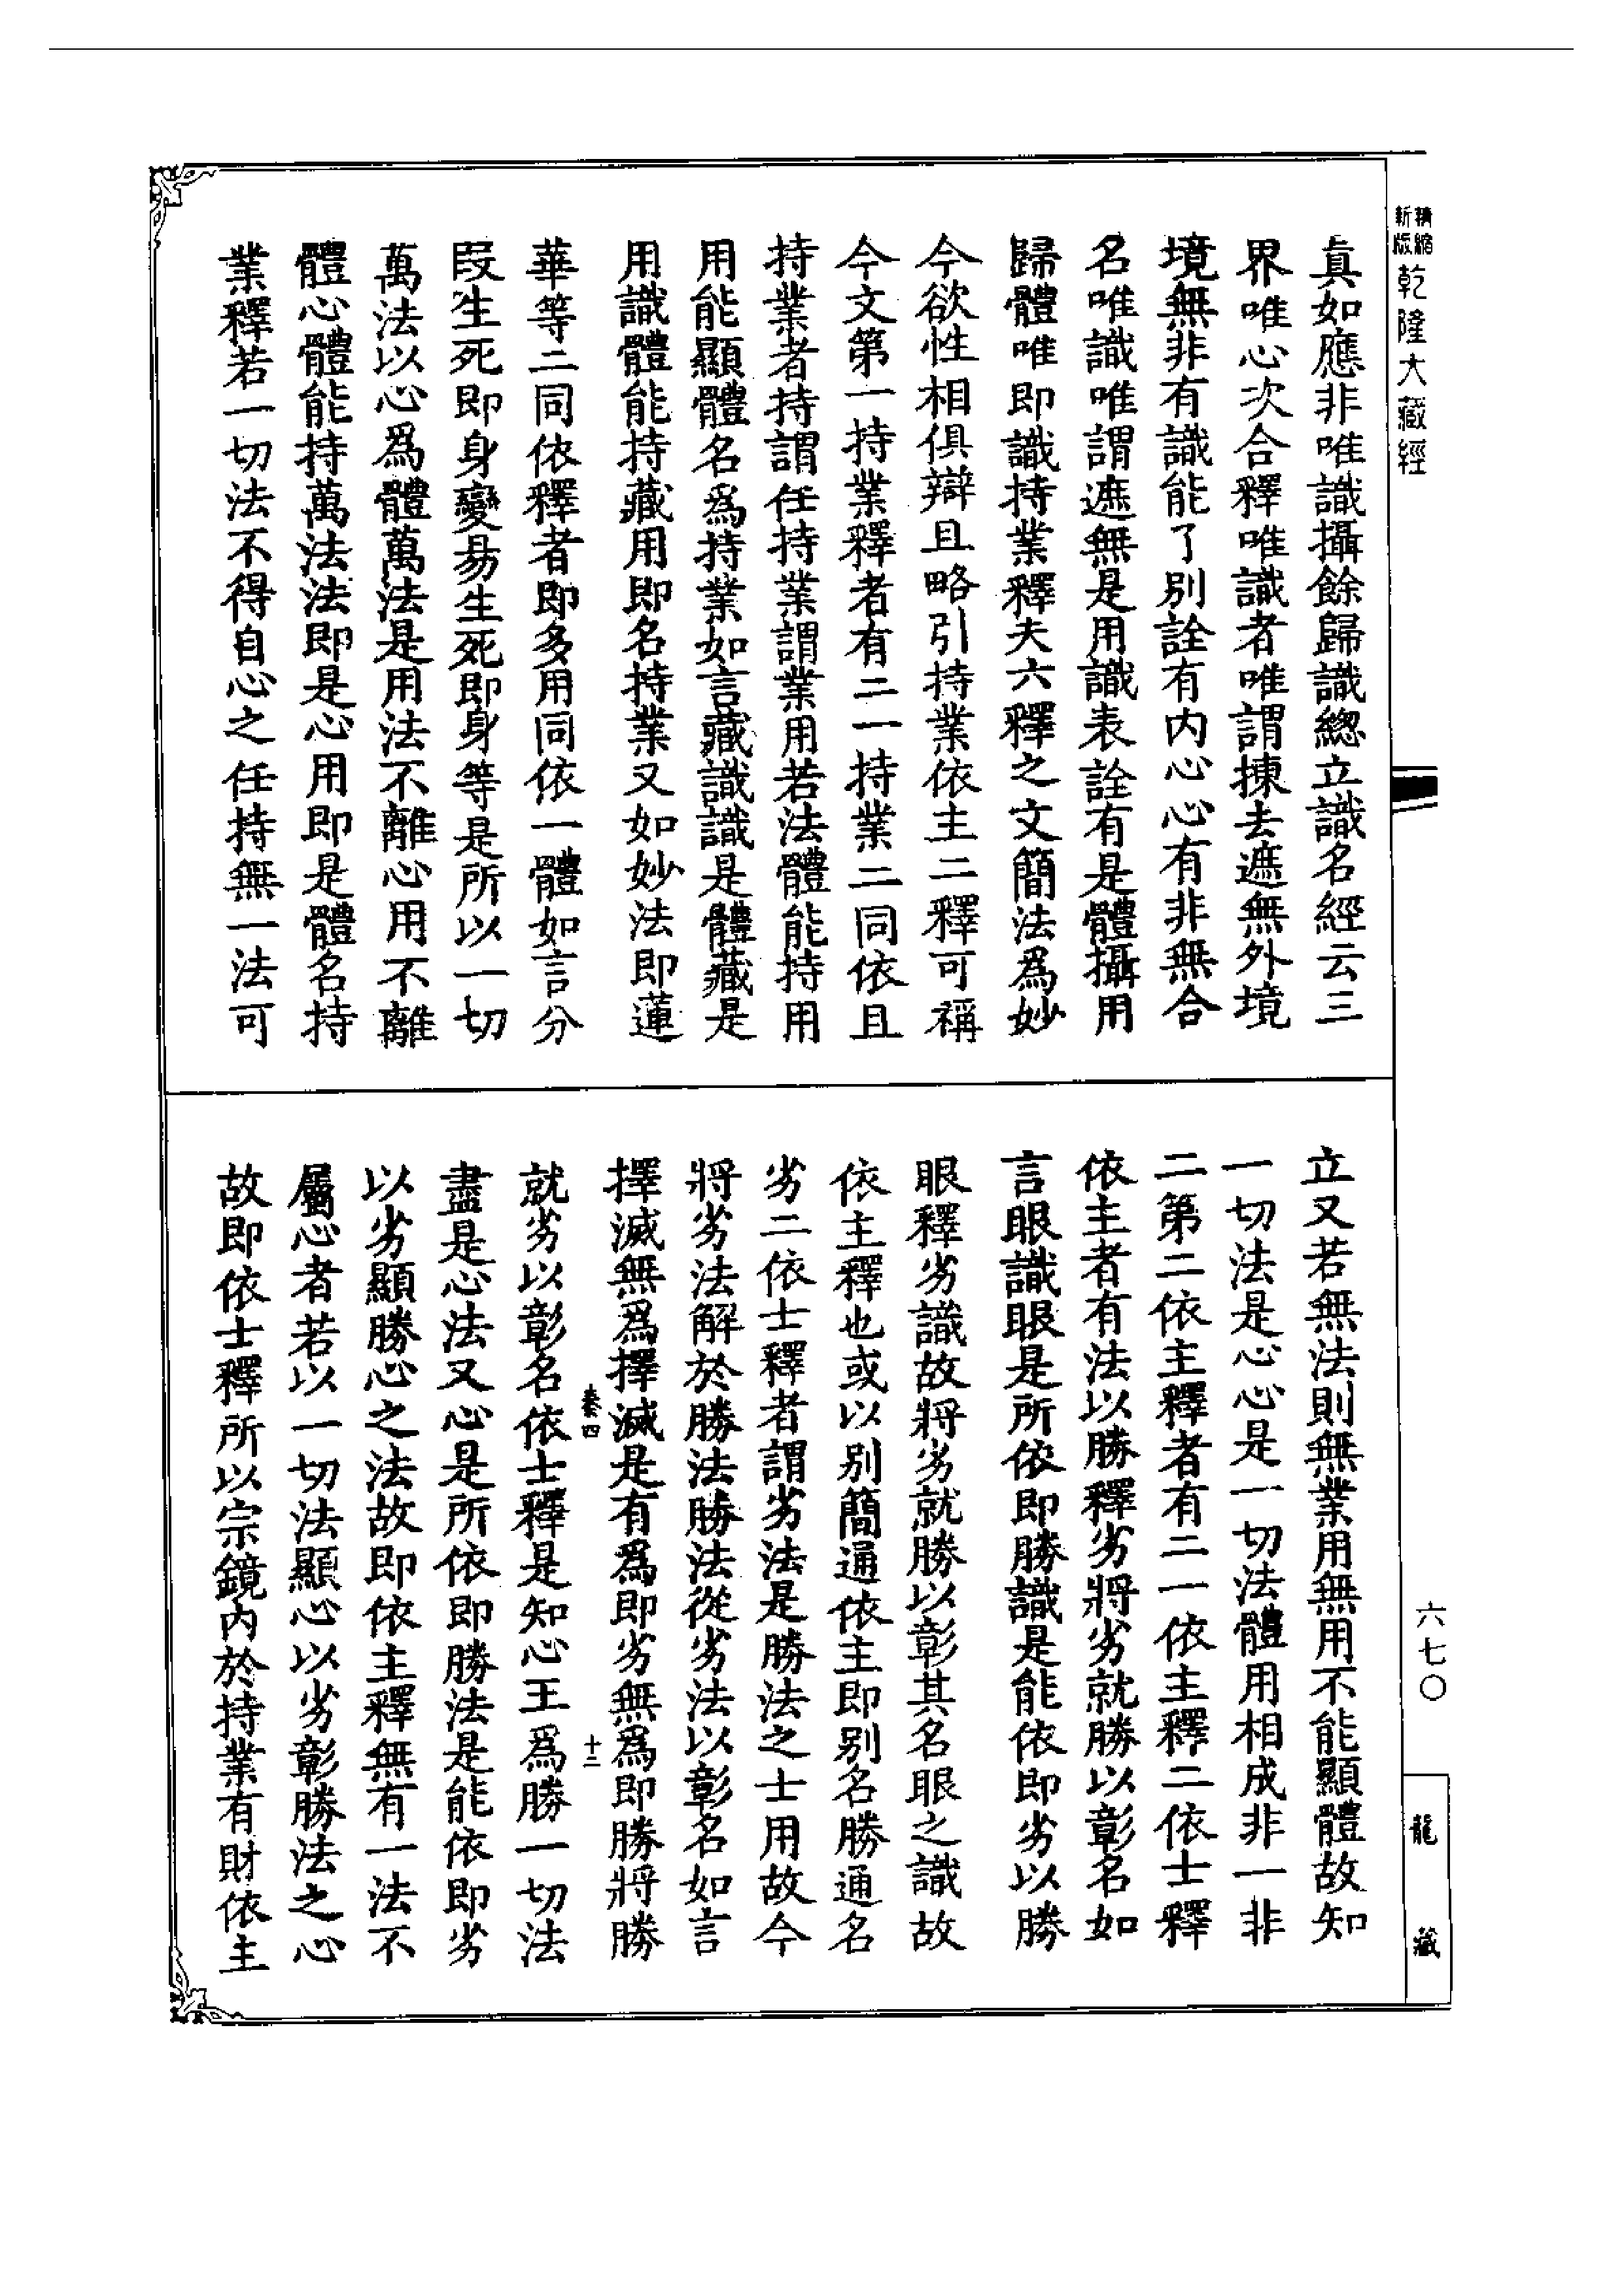 精縮
新版
乾隆大藏經
真如應非唯識攝餘歸識總立識名經云三
界唯心次合釋唯識者唯謂揀去遮無外境
境無非有識能了別詮有内心心有非無合
名唯識唯謂遮無是用識表詮有是體攝用
歸體唯即識持業釋夫六釋之文簡法爲妙
今欲性相俱辯且略引持業依主二釋可稱
今文第一持業釋者有二一持業二同依且
持業者持謂任持業謂業用若法體能持用
用能顯體名爲持業如言藏識識是體藏是
用識體能持藏用即名持業又如妙法即蓮
華等二同依釋者即多用同依一體如言分
段生死即身變易生死即身等是所以一切
萬法以心爲體萬法是用法不離心用不離
體心體能持萬法法即是心用即是體名持
業釋若一切法不得自心之任持無一法可
立又若無法則無業用無用不能顯體故知
一切法是心心是一切法體用相成非一非
二第二依主釋者有二一依主釋二依士釋
依主者有法以勝釋劣將劣就勝以彰名如
言眼識眼是所依即勝識是能依即劣以勝
眼釋劣識故將劣就勝以彰其名眼之識故
依主釋也或以别簡通依主即别名勝通名
劣二依士釋者謂劣法是勝法之士用故今
將劣法解於勝法勝法從劣法以彰名如言
擇滅無爲擇滅是有爲即劣無爲即勝將勝
就劣以彰名依士釋是知心王爲勝一切法
盡是心法又心是所依即勝法是能依即劣
以劣顯勝心之法故即依主釋無有一法不
屬心者若以一切法顯心以劣彰勝法之心
故即依士釋所以宗鏡内於持業有財依主
四
十二
六七〇
龍藏